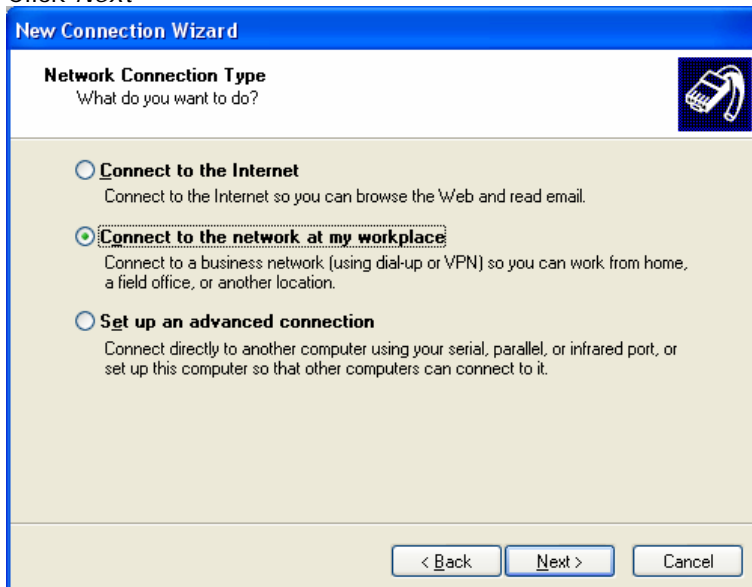 Click Next
New Connection Wizard
Network Connection Type
What do you want to do?
Connect to the Internet
Connect to the Internet so you can browse the Web and read email.
Connect to the network at my workplace
Connect to a business network (using dial-up or VPN) so you can work from home,
a field office, or another location.
Set up an advanced connection
Connect directly to another computer using your serial, parallel, or infrared port, or
set up this computer so that other computers can connect to it.
< Back
Next >
Cancel